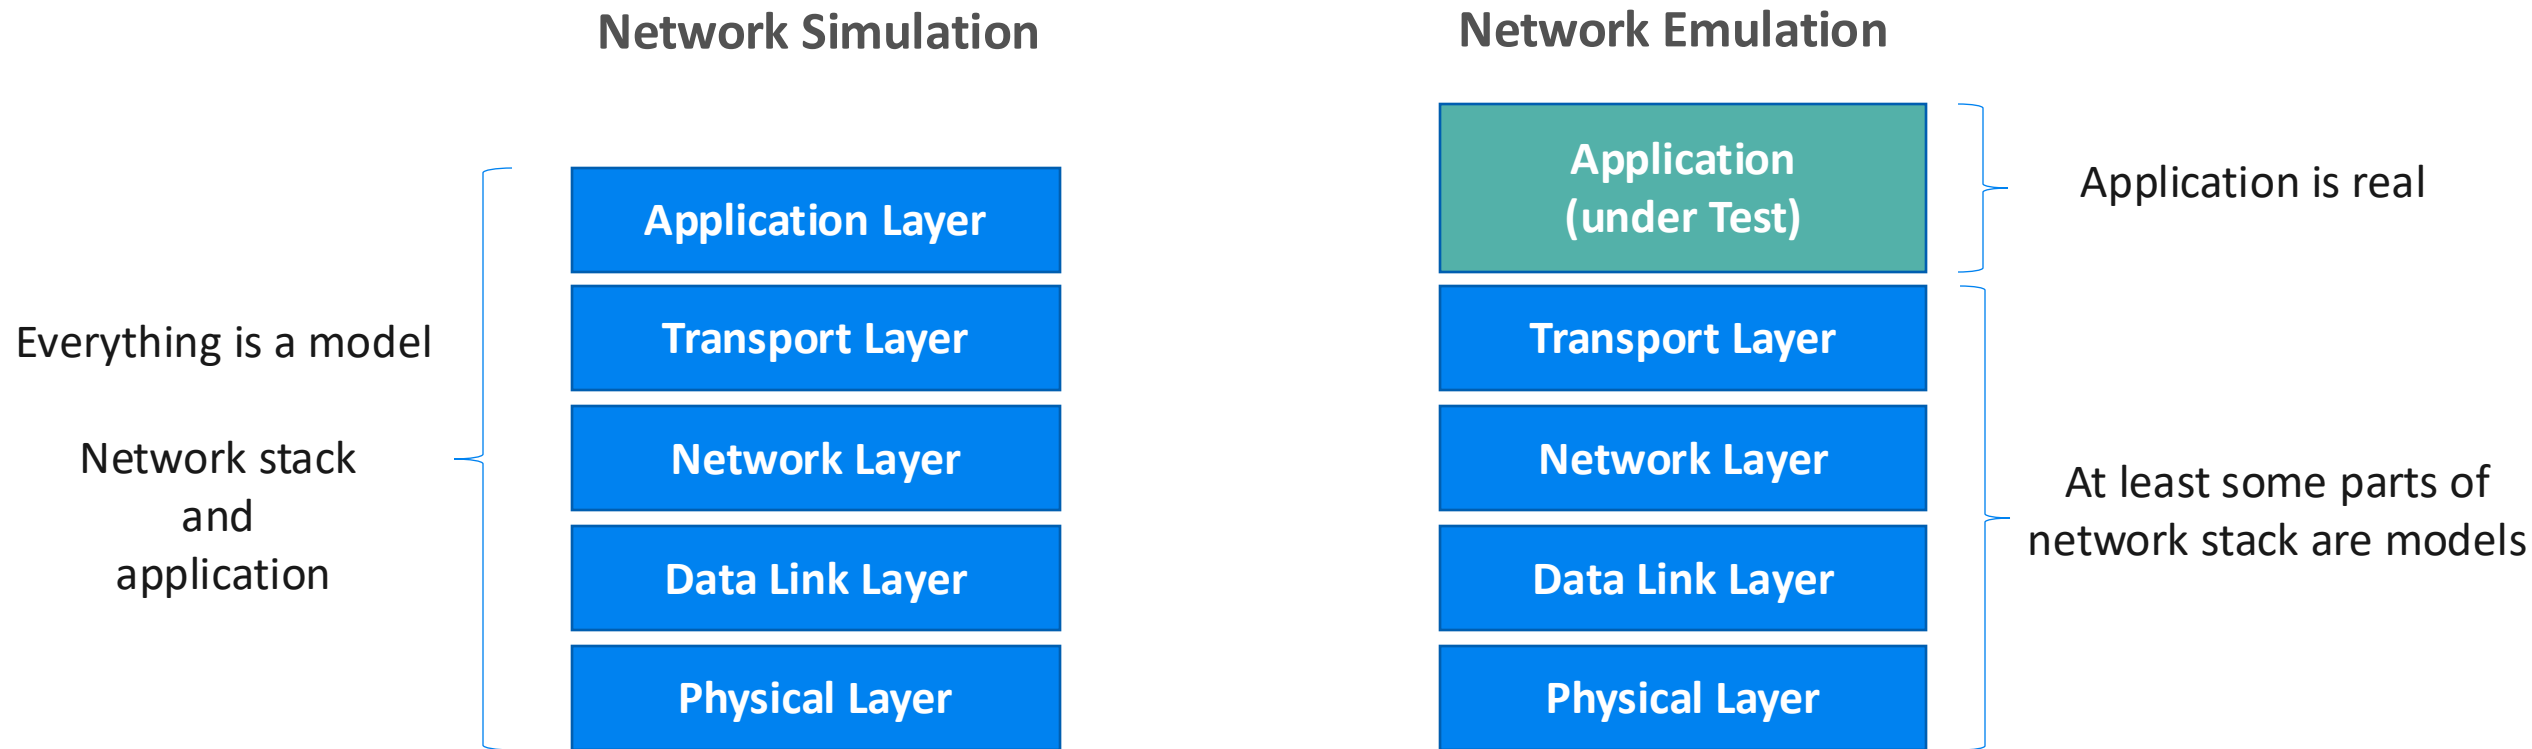 Network Simulation
Everything is a model
Network stack
and
application
Application Layer
Transport Layer
Network Layer
Data Link Layer
Physical Layer
Network Emulation
Application
(under Test)
Transport Layer
Network Layer
Data Link Layer
Physical Layer
Application is real
At least some parts of
network stack are models